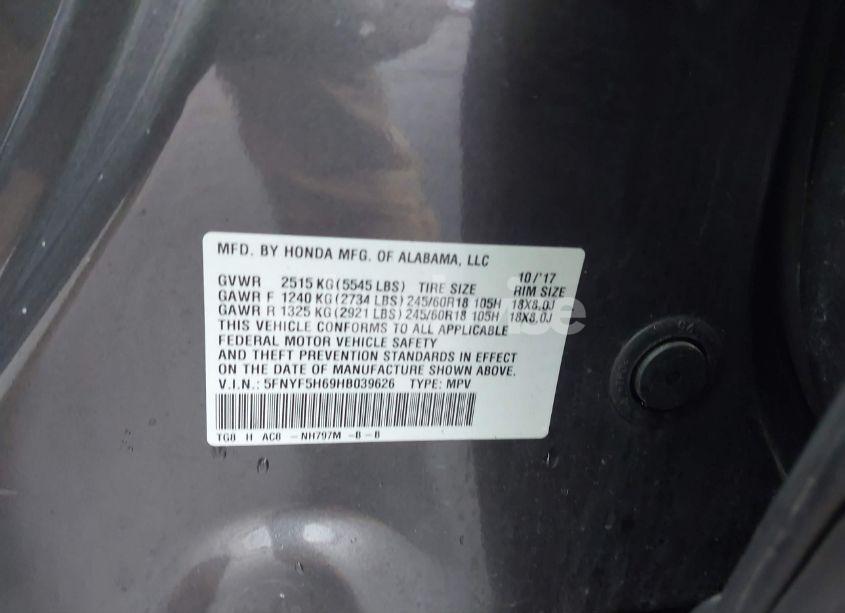 MFD. BY HONDA MFG. OF ALABAMA, LLC
10/'17
GVWR 2515 KG (5545 LBS) TIRE SIZE RIM SIZE
GAWR F 1240 KG (2734 LBS) 245/60R18 105H 18X8.0J
GAWR R 1325 KG (2921 LBS) 245/60R18 105H 18X8.0J
THIS VEHICLE CONFORMS TO ALL APPLICABLE
FEDERAL MOTOR VEHICLE SAFETY
AND THEFT PREVENTION STANDARDS IN EFFECT
ON THE DATE OF MANUFACTURE SHOWN ABOVE.
V.I.N.: 5FNYF5H69HB039626 TYPE: MPV
TG8 H AC8 -NH797M -B - B